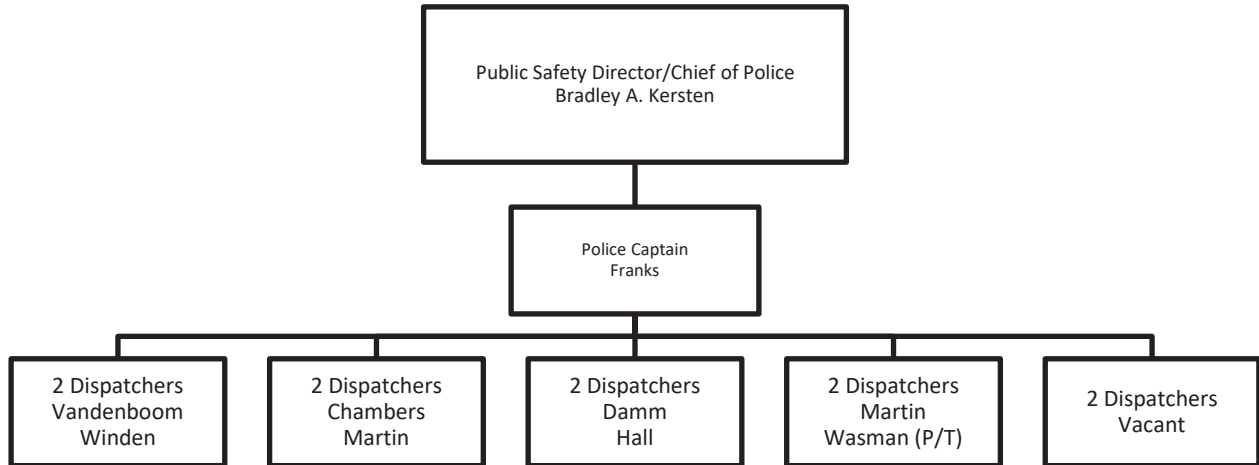 Public Safety Director/Chief of Police
Bradley A. Kersten
Police Captain
Franks
2 Dispatchers
Vandenboom
Winden
2 Dispatchers
Chambers
Martin
2 Dispatchers
Damm
Hall
2 Dispatchers
Martin
Wasman (P/T)
2 Dispatchers
Vacant